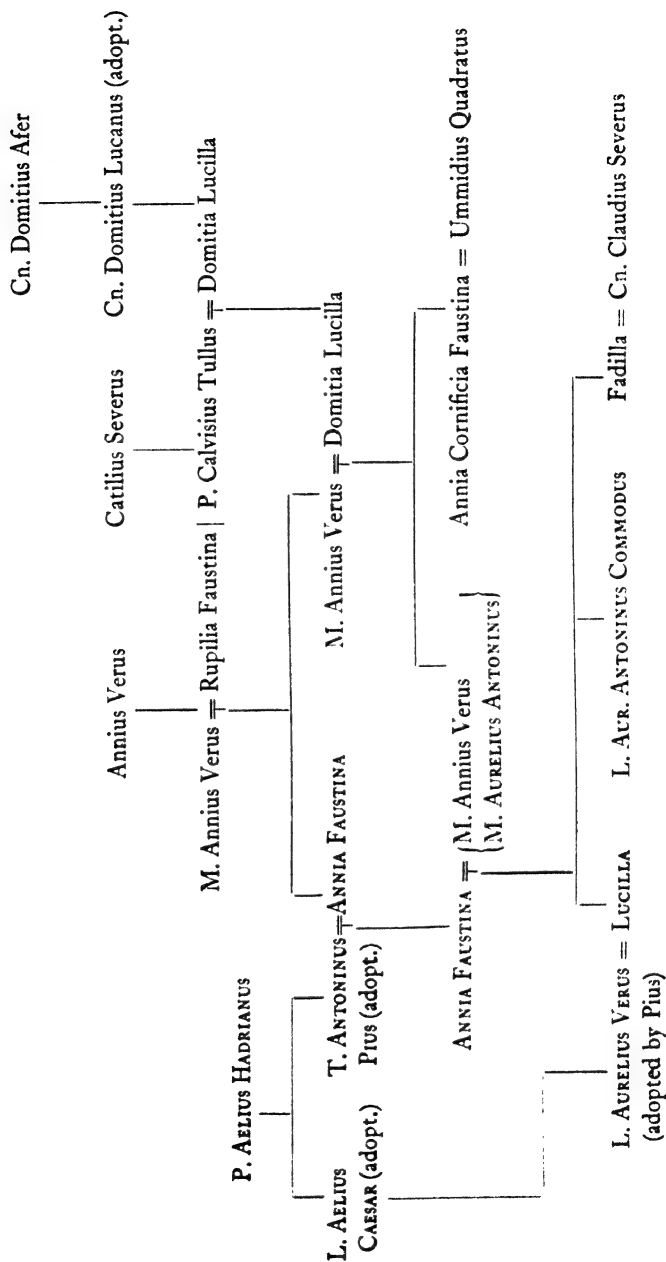 Cn. Domitius Afer
Annius Verus Catilius Severus Cn. Domitius Lucanus (adopt.)
P. AELIUS HADRIANUS M. Annius Verus = Rupilia Faustina P. Calvisius Tullus = Domitia Lucilla
L. AELIUS T. ANTONINUS = ANNIA FAUSTINA M. Annius Verus = Domitia Lucilla
CAESAR (adopt.) PIUS (adopt.)
ANNIA FAUSTINA = { M. Annius Verus } Annia Cornificia Faustina = Ummidius Quadratus
{ M. AURELIUS ANTONINUS }
L. AURELIUS VERUS = LUCILLA L. AUR. ANTONINUS COMMODUS Fadilla = Cn. Claudius Severus
(adopted by Pius)